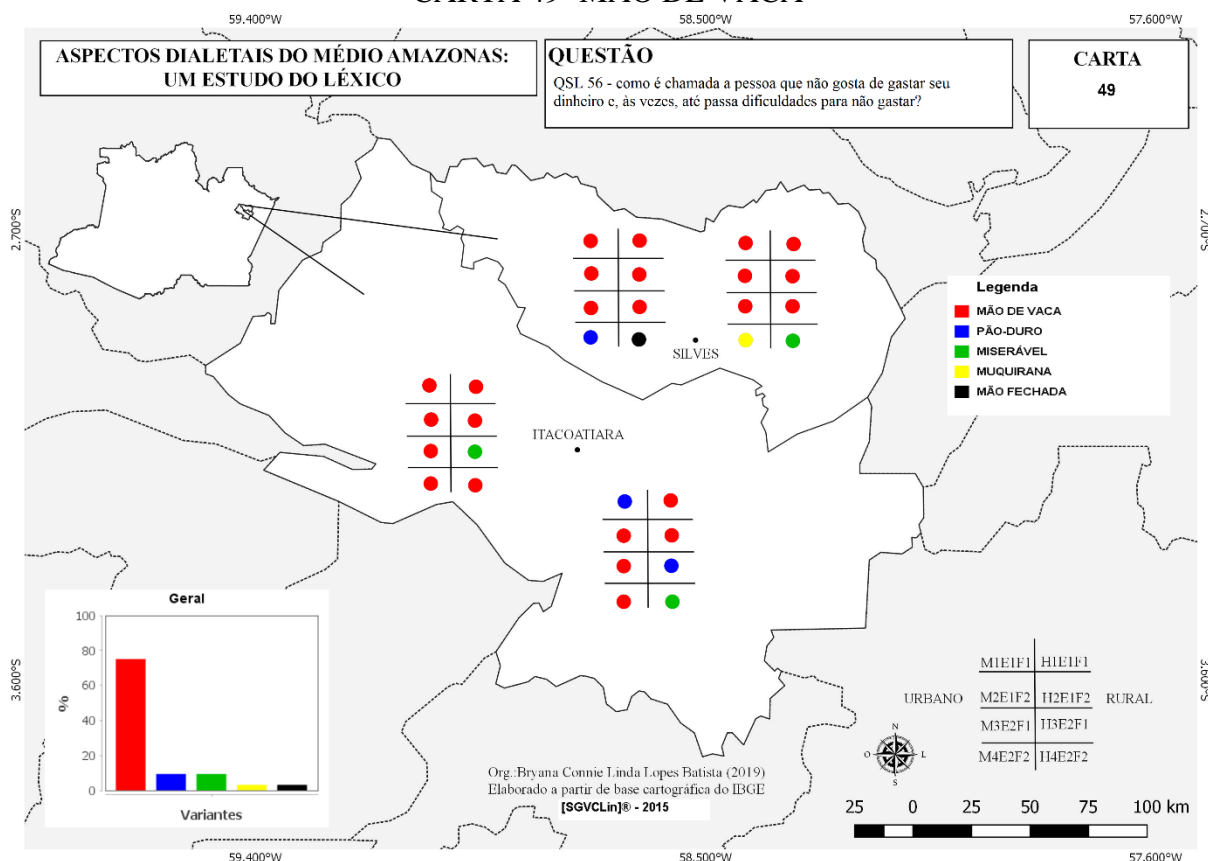 CARTA 49- MÃO DE VACA
59.400°W
58.500°W
57.600°W
ASPECTOS DIALETAIS DO MÉDIO AMAZONAS:
UM ESTUDO DO LÉXICO
QUESTÃO
QSL 56 - como é chamada a pessoa que não gosta de gastar seu
dinheiro e, às vezes, até passa dificuldades para não gastar?
CARTA
49
2.700°S
2.700°S
Legenda
MÃO DE VACA
PÃO-DURO
MISERÁVEL
MUQUIRANA
MÃO FECHADA
SILVES
ITACOATIARA
Geral
100
80
60
40
20
0
%
Variantes
3.600°S
3.600°S
M1E1F1 H1E1F1
URBANO M2E1F2 H2E1F2 RURAL
M3E2F1 H3E2F1
M4E2F2 H4E2F2
N
O L
S
Org.:Bryana Connie Linda Lopes Batista (2019)
Elaborado a partir de base cartográfica do IBGE
[SGVCLin]® - 2015
25 0 25 50 75 100 km
59.400°W
58.500°W
57.600°W